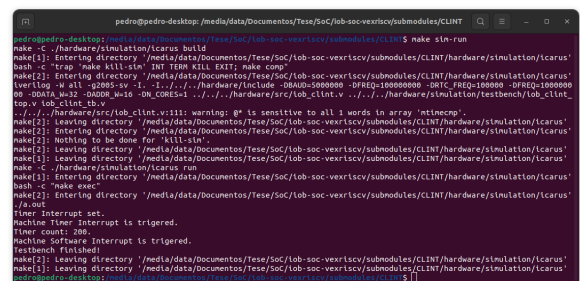 pedro@pedro-desktop: /media/data/Documentos/Tese/SoC/iob-soc-vexriscv/submodules/CLINT
pedro@pedro-desktop:/media/data/Documentos/Tese/SoC/iob-soc-vexriscv/submodules/CLINT$ make sim-run
make -C ./hardware/simulation/icarus build
make[1]: Entering directory '/media/data/Documentos/Tese/SoC/iob-soc-vexriscv/submodules/CLINT/hardware/simulation/icarus'
bash -c "trap 'make kill-sim' INT TERM KILL EXIT; make comp"
make[2]: Entering directory '/media/data/Documentos/Tese/SoC/iob-soc-vexriscv/submodules/CLINT/hardware/simulation/icarus'
iverilog -W all -g2005-sv -I. -I../../../hardware/include -DBAUD=5000000 -DFREQ=100000000 -DRTC_FREQ=100000 -DFREQ=1000000
00 -DDATA_W=32 -DADDR_W=16 -DN_CORES=1 ../../../hardware/src/iob_clint.v ../../../hardware/simulation/testbench/iob_clint_
top.v iob_clint_tb.v
../../../hardware/src/iob_clint.v:111: warning: @* is sensitive to all 1 words in array 'mtimecmp'.
make[2]: Leaving directory '/media/data/Documentos/Tese/SoC/iob-soc-vexriscv/submodules/CLINT/hardware/simulation/icarus'
make[2]: Entering directory '/media/data/Documentos/Tese/SoC/iob-soc-vexriscv/submodules/CLINT/hardware/simulation/icarus'
make[2]: Nothing to be done for 'kill-sim'.
make[2]: Leaving directory '/media/data/Documentos/Tese/SoC/iob-soc-vexriscv/submodules/CLINT/hardware/simulation/icarus'
make[1]: Leaving directory '/media/data/Documentos/Tese/SoC/iob-soc-vexriscv/submodules/CLINT/hardware/simulation/icarus'
make -C ./hardware/simulation/icarus run
make[1]: Entering directory '/media/data/Documentos/Tese/SoC/iob-soc-vexriscv/submodules/CLINT/hardware/simulation/icarus'
bash -c "make exec"
make[2]: Entering directory '/media/data/Documentos/Tese/SoC/iob-soc-vexriscv/submodules/CLINT/hardware/simulation/icarus'
./a.out
Timer Interrupt set.
Machine Timer Interrupt is trigered.
Timer count: 200.
Machine Software Interrupt is trigered.
Testbench finished!
make[2]: Leaving directory '/media/data/Documentos/Tese/SoC/iob-soc-vexriscv/submodules/CLINT/hardware/simulation/icarus'
make[1]: Leaving directory '/media/data/Documentos/Tese/SoC/iob-soc-vexriscv/submodules/CLINT/hardware/simulation/icarus'
pedro@pedro-desktop:/media/data/Documentos/Tese/SoC/iob-soc-vexriscv/submodules/CLINT$